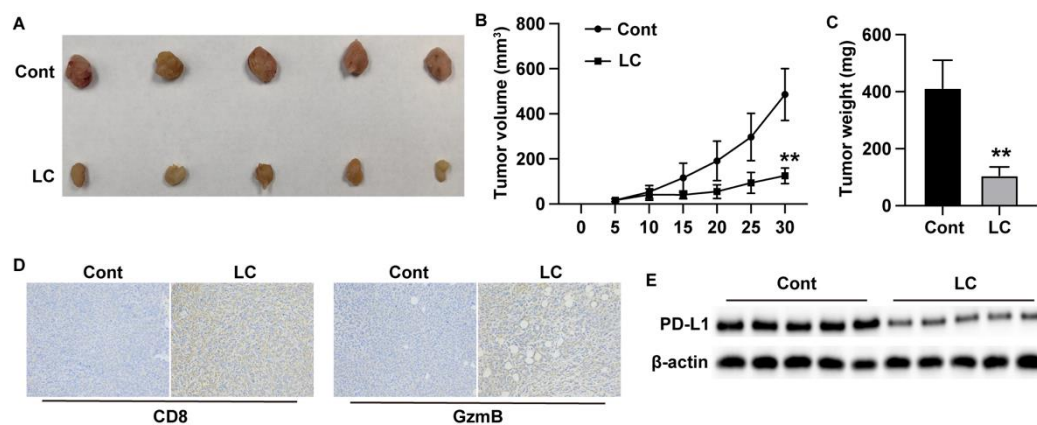 A
Cont
LC
B
Tumor volume (mm³)
800
600
400
200
0
Cont
LC
**
0 5 10 15 20 25 30
C
Tumor weight (mg)
600
400
200
0
**
Cont LC
D
Cont LC Cont LC
CD8 GzmB
E
Cont LC
PD-L1
β-actin